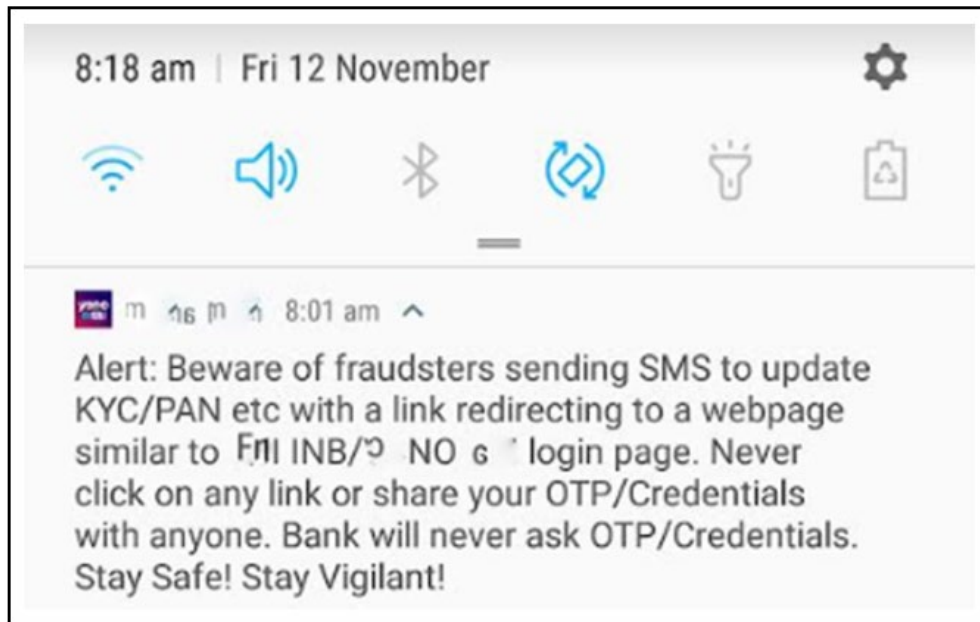 8:18 am | Fri 12 November
8:01 am
Alert: Beware of fraudsters sending SMS to update
KYC/PAN etc with a link redirecting to a webpage
similar to INB/ NO login page. Never
click on any link or share your OTP/Credentials
with anyone. Bank will never ask OTP/Credentials.
Stay Safe! Stay Vigilant!